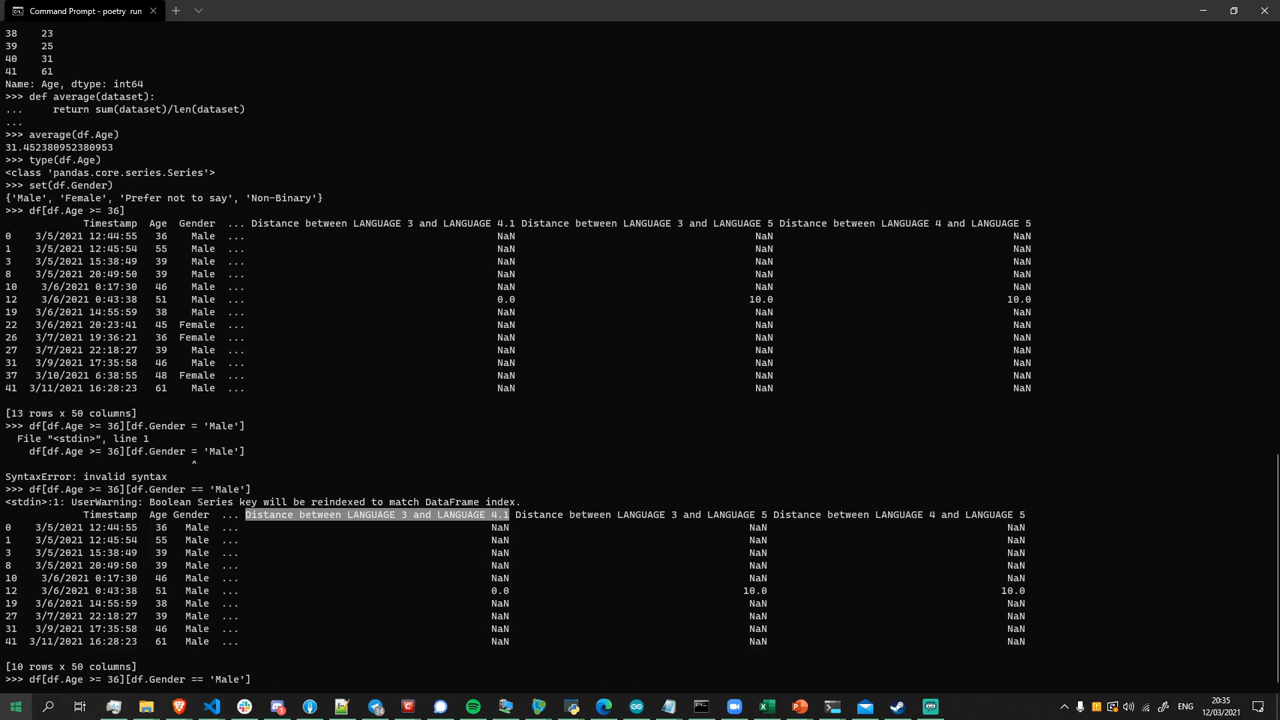 Command Prompt - poetry run
38      23
39      25
40      31
41      61
Name: Age, dtype: int64
>>> def average(dataset):
...     return sum(dataset)/len(dataset)
...
>>> average(df.Age)
31.452380952380953
>>> type(df.Age)
<class 'pandas.core.series.Series'>
>>> set(df.Gender)
{'Male', 'Female', 'Prefer not to say', 'Non-Binary'}
>>> df[df.Age >= 36]
Timestamp  Age  Gender  ... Distance between LANGUAGE 3 and LANGUAGE 4.1 Distance between LANGUAGE 3 and LANGUAGE 5 Distance between LANGUAGE 4 and LANGUAGE 5
0   3/5/2021 12:44:55   36    Male  ...   NaN   NaN   NaN
1   3/5/2021 12:45:54   55    Male  ...   NaN   NaN   NaN
3   3/5/2021 15:38:49   39    Male  ...   NaN   NaN   NaN
8   3/5/2021 20:49:50   39    Male  ...   NaN   NaN   NaN
10   3/6/2021 0:17:30   46    Male  ...   NaN   NaN   NaN
12   3/6/2021 0:43:38   51    Male  ...   0.0   10.0   10.0
19  3/6/2021 14:55:59   38    Male  ...   NaN   NaN   NaN
22  3/6/2021 20:23:41   45  Female  ...   NaN   NaN   NaN
26  3/7/2021 19:36:21   36  Female  ...   NaN   NaN   NaN
27  3/7/2021 22:18:27   39    Male  ...   NaN   NaN   NaN
31  3/9/2021 17:35:58   46    Male  ...   NaN   NaN   NaN
37  3/10/2021 6:38:55   48  Female  ...   NaN   NaN   NaN
41 3/11/2021 16:28:23   61    Male  ...   NaN   NaN   NaN
[13 rows x 50 columns]
>>> df[df.Age >= 36][df.Gender = 'Male']
File "<stdin>", line 1
df[df.Age >= 36][df.Gender = 'Male']
^
SyntaxError: invalid syntax
>>> df[df.Age >= 36][df.Gender == 'Male']
<stdin>:1: UserWarning: Boolean Series key will be reindexed to match DataFrame index.
Timestamp  Age Gender  ... Distance between LANGUAGE 3 and LANGUAGE 4.1 Distance between LANGUAGE 3 and LANGUAGE 5 Distance between LANGUAGE 4 and LANGUAGE 5
0   3/5/2021 12:44:55   36   Male  ...   NaN   NaN   NaN
1   3/5/2021 12:45:54   55   Male  ...   NaN   NaN   NaN
3   3/5/2021 15:38:49   39   Male  ...   NaN   NaN   NaN
8   3/5/2021 20:49:50   39   Male  ...   NaN   NaN   NaN
10   3/6/2021 0:17:30   46   Male  ...   NaN   NaN   NaN
12   3/6/2021 0:43:38   51   Male  ...   0.0   10.0   10.0
19  3/6/2021 14:55:59   38   Male  ...   NaN   NaN   NaN
27  3/7/2021 22:18:27   39   Male  ...   NaN   NaN   NaN
31  3/9/2021 17:35:58   46   Male  ...   NaN   NaN   NaN
41 3/11/2021 16:28:23   61   Male  ...   NaN   NaN   NaN
[10 rows x 50 columns]
>>> df[df.Age >= 36][df.Gender == 'Male']
ENG
20:35
12/03/2021